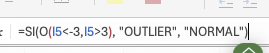 =SI(O(I5<-3,I5>3), "OUTLIER", "NORMAL")